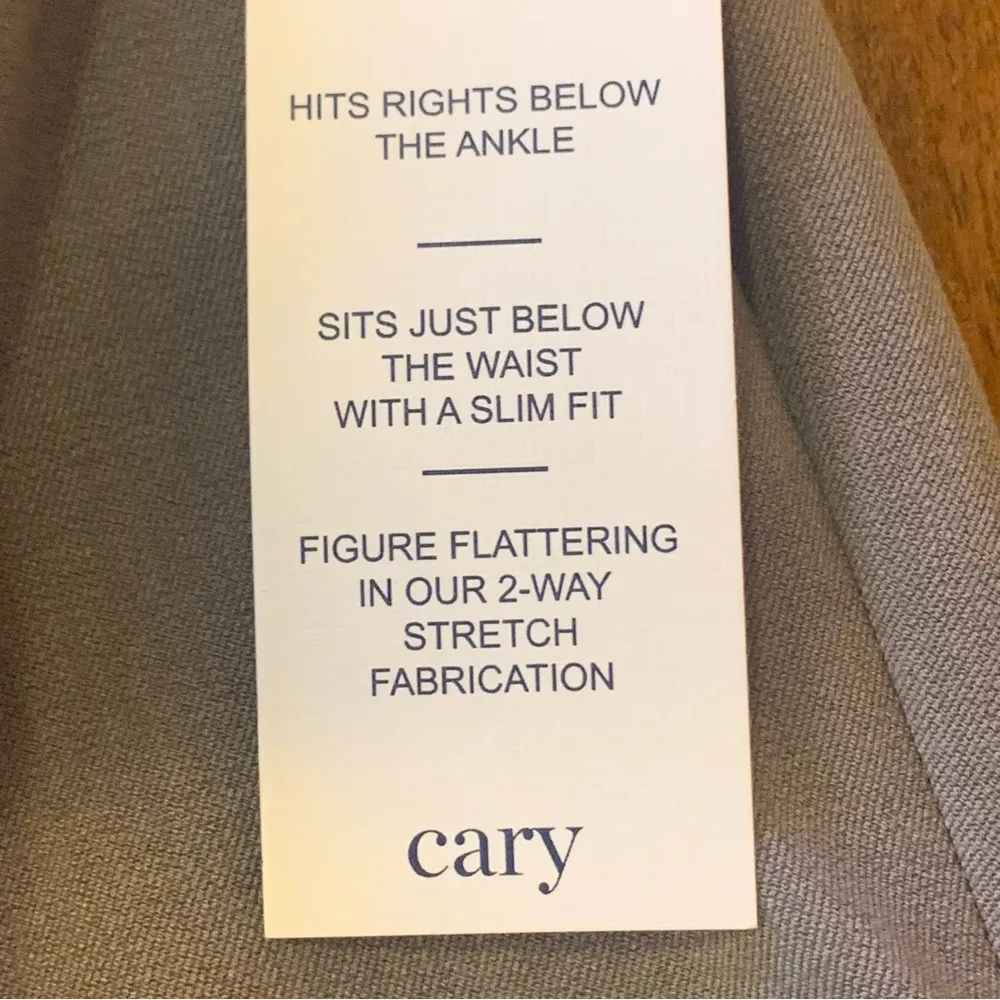 HITS RIGHTS BELOW
THE ANKLE
SITS JUST BELOW
THE WAIST
WITH A SLIM FIT
FIGURE FLATTERING
IN OUR 2-WAY
STRETCH
FABRICATION
cary